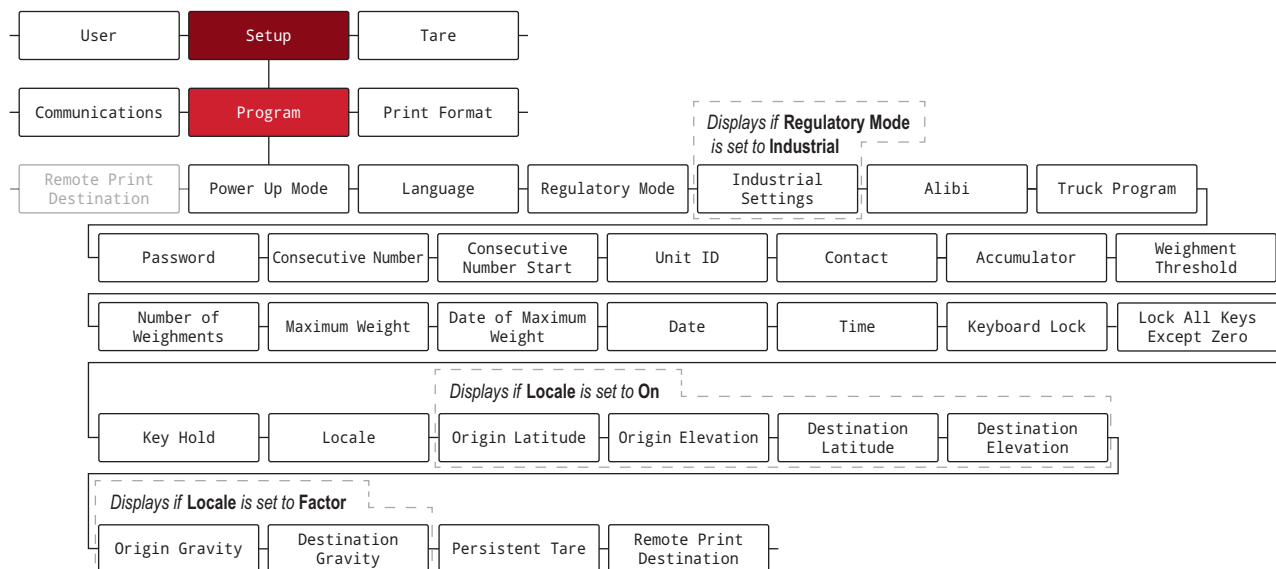 User
Setup
Tare
Communications
Program
Print Format
Displays if Regulatory Mode
is set to Industrial
Remote Print
Destination
Power Up Mode
Language
Regulatory Mode
Industrial
Settings
Alibi
Truck Program
Password
Consecutive Number
Consecutive
Number Start
Unit ID
Contact
Accumulator
Weighment
Threshold
Number of
Weighments
Maximum Weight
Date of Maximum
Weight
Date
Time
Keyboard Lock
Lock All Keys
Except Zero
Displays if Locale is set to On
Key Hold
Locale
Origin Latitude
Origin Elevation
Destination
Latitude
Destination
Elevation
Displays if Locale is set to Factor
Origin Gravity
Destination
Gravity
Persistent Tare
Remote Print
Destination